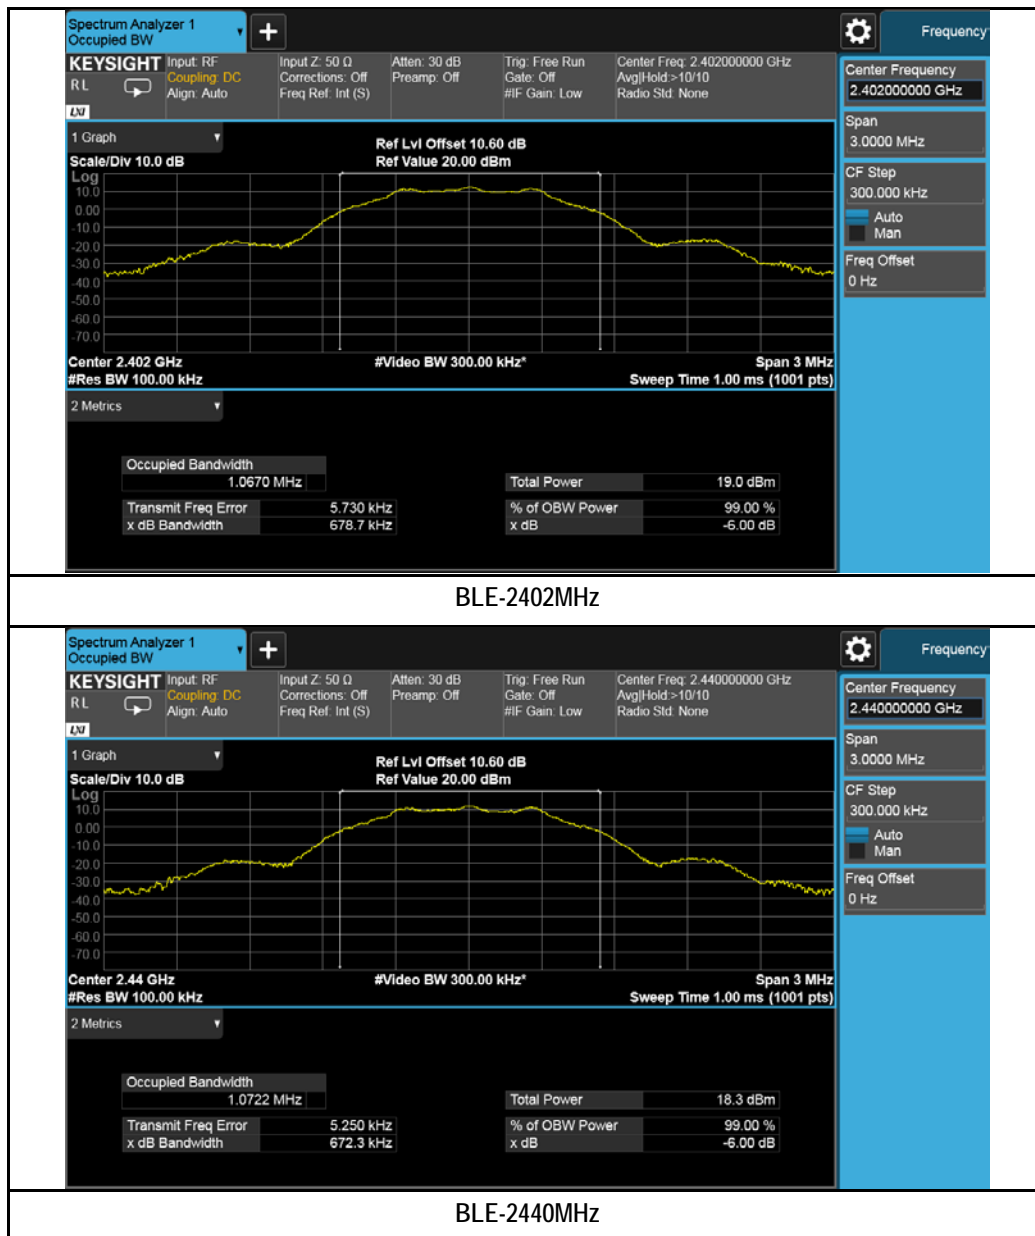 Spectrum Analyzer 1
Occupied BW
Frequency
KEYSIGHT
RL
LXI
Input: RF
Coupling: DC
Align: Auto
Input Z: 50 Ω
Corrections: Off
Freq Ref: Int (S)
Atten: 30 dB
Preamp: Off
Trig: Free Run
Gate: Off
#IF Gain: Low
Center Freq: 2.402000000 GHz
Avg|Hold:>10/10
Radio Std: None
Center Frequency
2.402000000 GHz
Span
3.0000 MHz
CF Step
300.000 kHz
Auto
Man
Freq Offset
0 Hz
1 Graph
Scale/Div 10.0 dB
Ref Lvl Offset 10.60 dB
Ref Value 20.00 dBm
Log
10.0
0.00
-10.0
-20.0
-30.0
-40.0
-50.0
-60.0
-70.0
Center 2.402 GHz
#Video BW 300.00 kHz*
Span 3 MHz
#Res BW 100.00 kHz
Sweep Time 1.00 ms (1001 pts)
2 Metrics
Occupied Bandwidth
1.0670 MHz
Total Power 19.0 dBm
Transmit Freq Error 5.730 kHz
% of OBW Power 99.00 %
x dB Bandwidth 678.7 kHz
x dB -6.00 dB
BLE-2402MHz
Spectrum Analyzer 1
Occupied BW
Frequency
KEYSIGHT
RL
LXI
Input: RF
Coupling: DC
Align: Auto
Input Z: 50 Ω
Corrections: Off
Freq Ref: Int (S)
Atten: 30 dB
Preamp: Off
Trig: Free Run
Gate: Off
#IF Gain: Low
Center Freq: 2.440000000 GHz
Avg|Hold:>10/10
Radio Std: None
Center Frequency
2.440000000 GHz
Span
3.0000 MHz
CF Step
300.000 kHz
Auto
Man
Freq Offset
0 Hz
1 Graph
Scale/Div 10.0 dB
Ref Lvl Offset 10.60 dB
Ref Value 20.00 dBm
Log
10.0
0.00
-10.0
-20.0
-30.0
-40.0
-50.0
-60.0
-70.0
Center 2.44 GHz
#Video BW 300.00 kHz*
Span 3 MHz
#Res BW 100.00 kHz
Sweep Time 1.00 ms (1001 pts)
2 Metrics
Occupied Bandwidth
1.0722 MHz
Total Power 18.3 dBm
Transmit Freq Error 5.250 kHz
% of OBW Power 99.00 %
x dB Bandwidth 672.3 kHz
x dB -6.00 dB
BLE-2440MHz